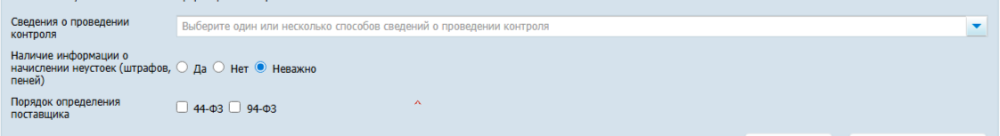 Сведения о проведении
контроля
Выберите один или несколько способов сведений о проведении контроля
Наличие информации о
начислении неустоек (штрафов,
пеней)
Да Нет Неважно
Порядок определения
поставщика
44-ФЗ 94-ФЗ